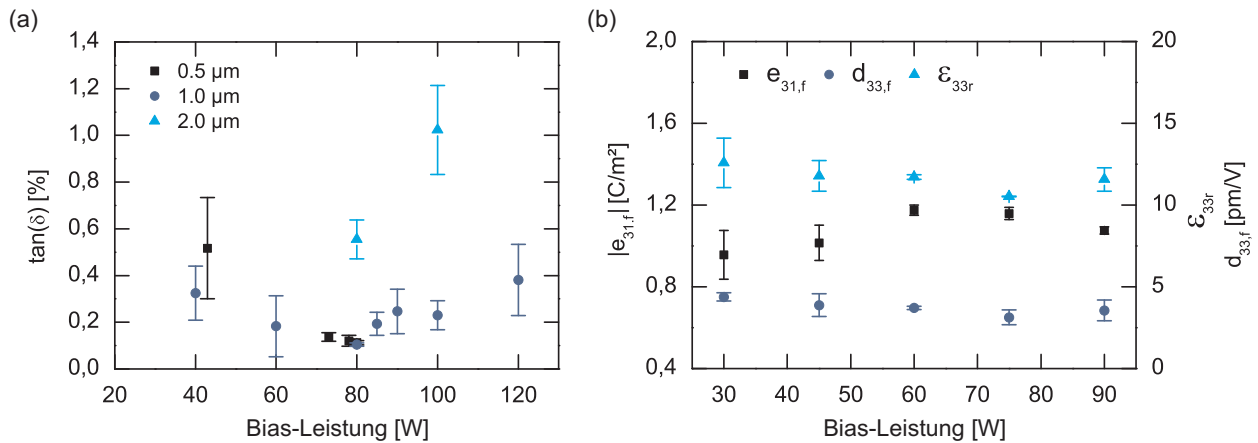 (a)
1,4
1,2
1,0
0,8
0,6
0,4
0,2
0,0
tan(δ) [%]
0.5 µm
1.0 µm
2.0 µm
20 40 60 80 100 120
Bias-Leistung [W]
(b)
2,0
1,6
1,2
0,8
0,4
|e31.f| [C/m²]
e31,f d33,f ε33r
20
15
10
5
0
ε33r
d33,f [pm/V]
30 40 50 60 70 80 90
Bias-Leistung [W]